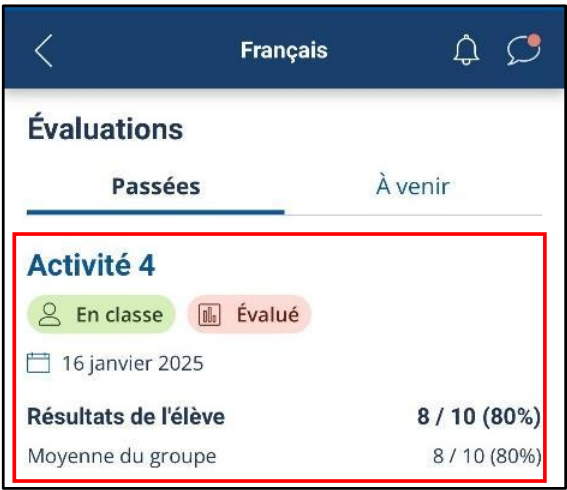 Français
Évaluations
Passées À venir
Activité 4
En classe Évalué
16 janvier 2025
Résultats de l'élève 8 / 10 (80%)
Moyenne du groupe 8 / 10 (80%)